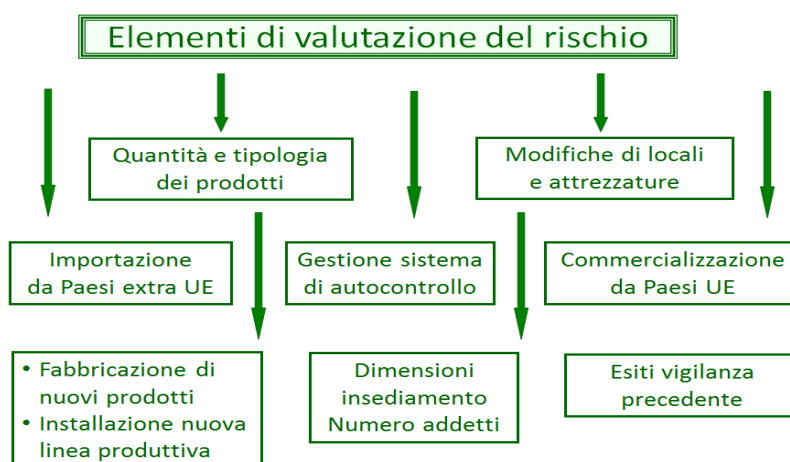 Elementi di valutazione del rischio
Quantità e tipologia
dei prodotti
Modifiche di locali
e attrezzature
Importazione
da Paesi extra UE
Gestione sistema
di autocontrollo
Commercializzazione
da Paesi UE
• Fabbricazione di
nuovi prodotti
• Installazione nuova
linea produttiva
Dimensioni
insediamento
Numero addetti
Esiti vigilanza
precedente